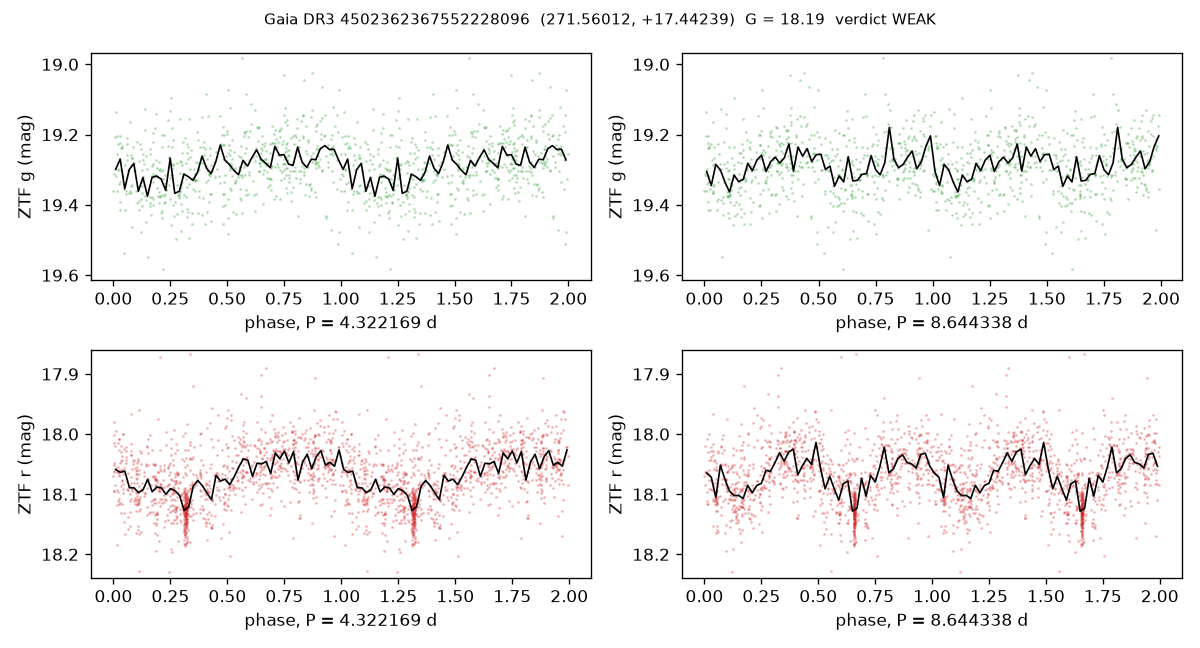 Gaia DR3 4502362367552228096  (271.56012, +17.44239)  G = 18.19  verdict WEAK
ZTF g (mag)
19.0
19.2
19.4
19.6
0.00 0.25 0.50 0.75 1.00 1.25 1.50 1.75 2.00
phase, P = 4.322169 d
ZTF g (mag)
19.0
19.2
19.4
19.6
0.00 0.25 0.50 0.75 1.00 1.25 1.50 1.75 2.00
phase, P = 8.644338 d
ZTF r (mag)
17.9
18.0
18.1
18.2
0.00 0.25 0.50 0.75 1.00 1.25 1.50 1.75 2.00
phase, P = 4.322169 d
ZTF r (mag)
17.9
18.0
18.1
18.2
0.00 0.25 0.50 0.75 1.00 1.25 1.50 1.75 2.00
phase, P = 8.644338 d